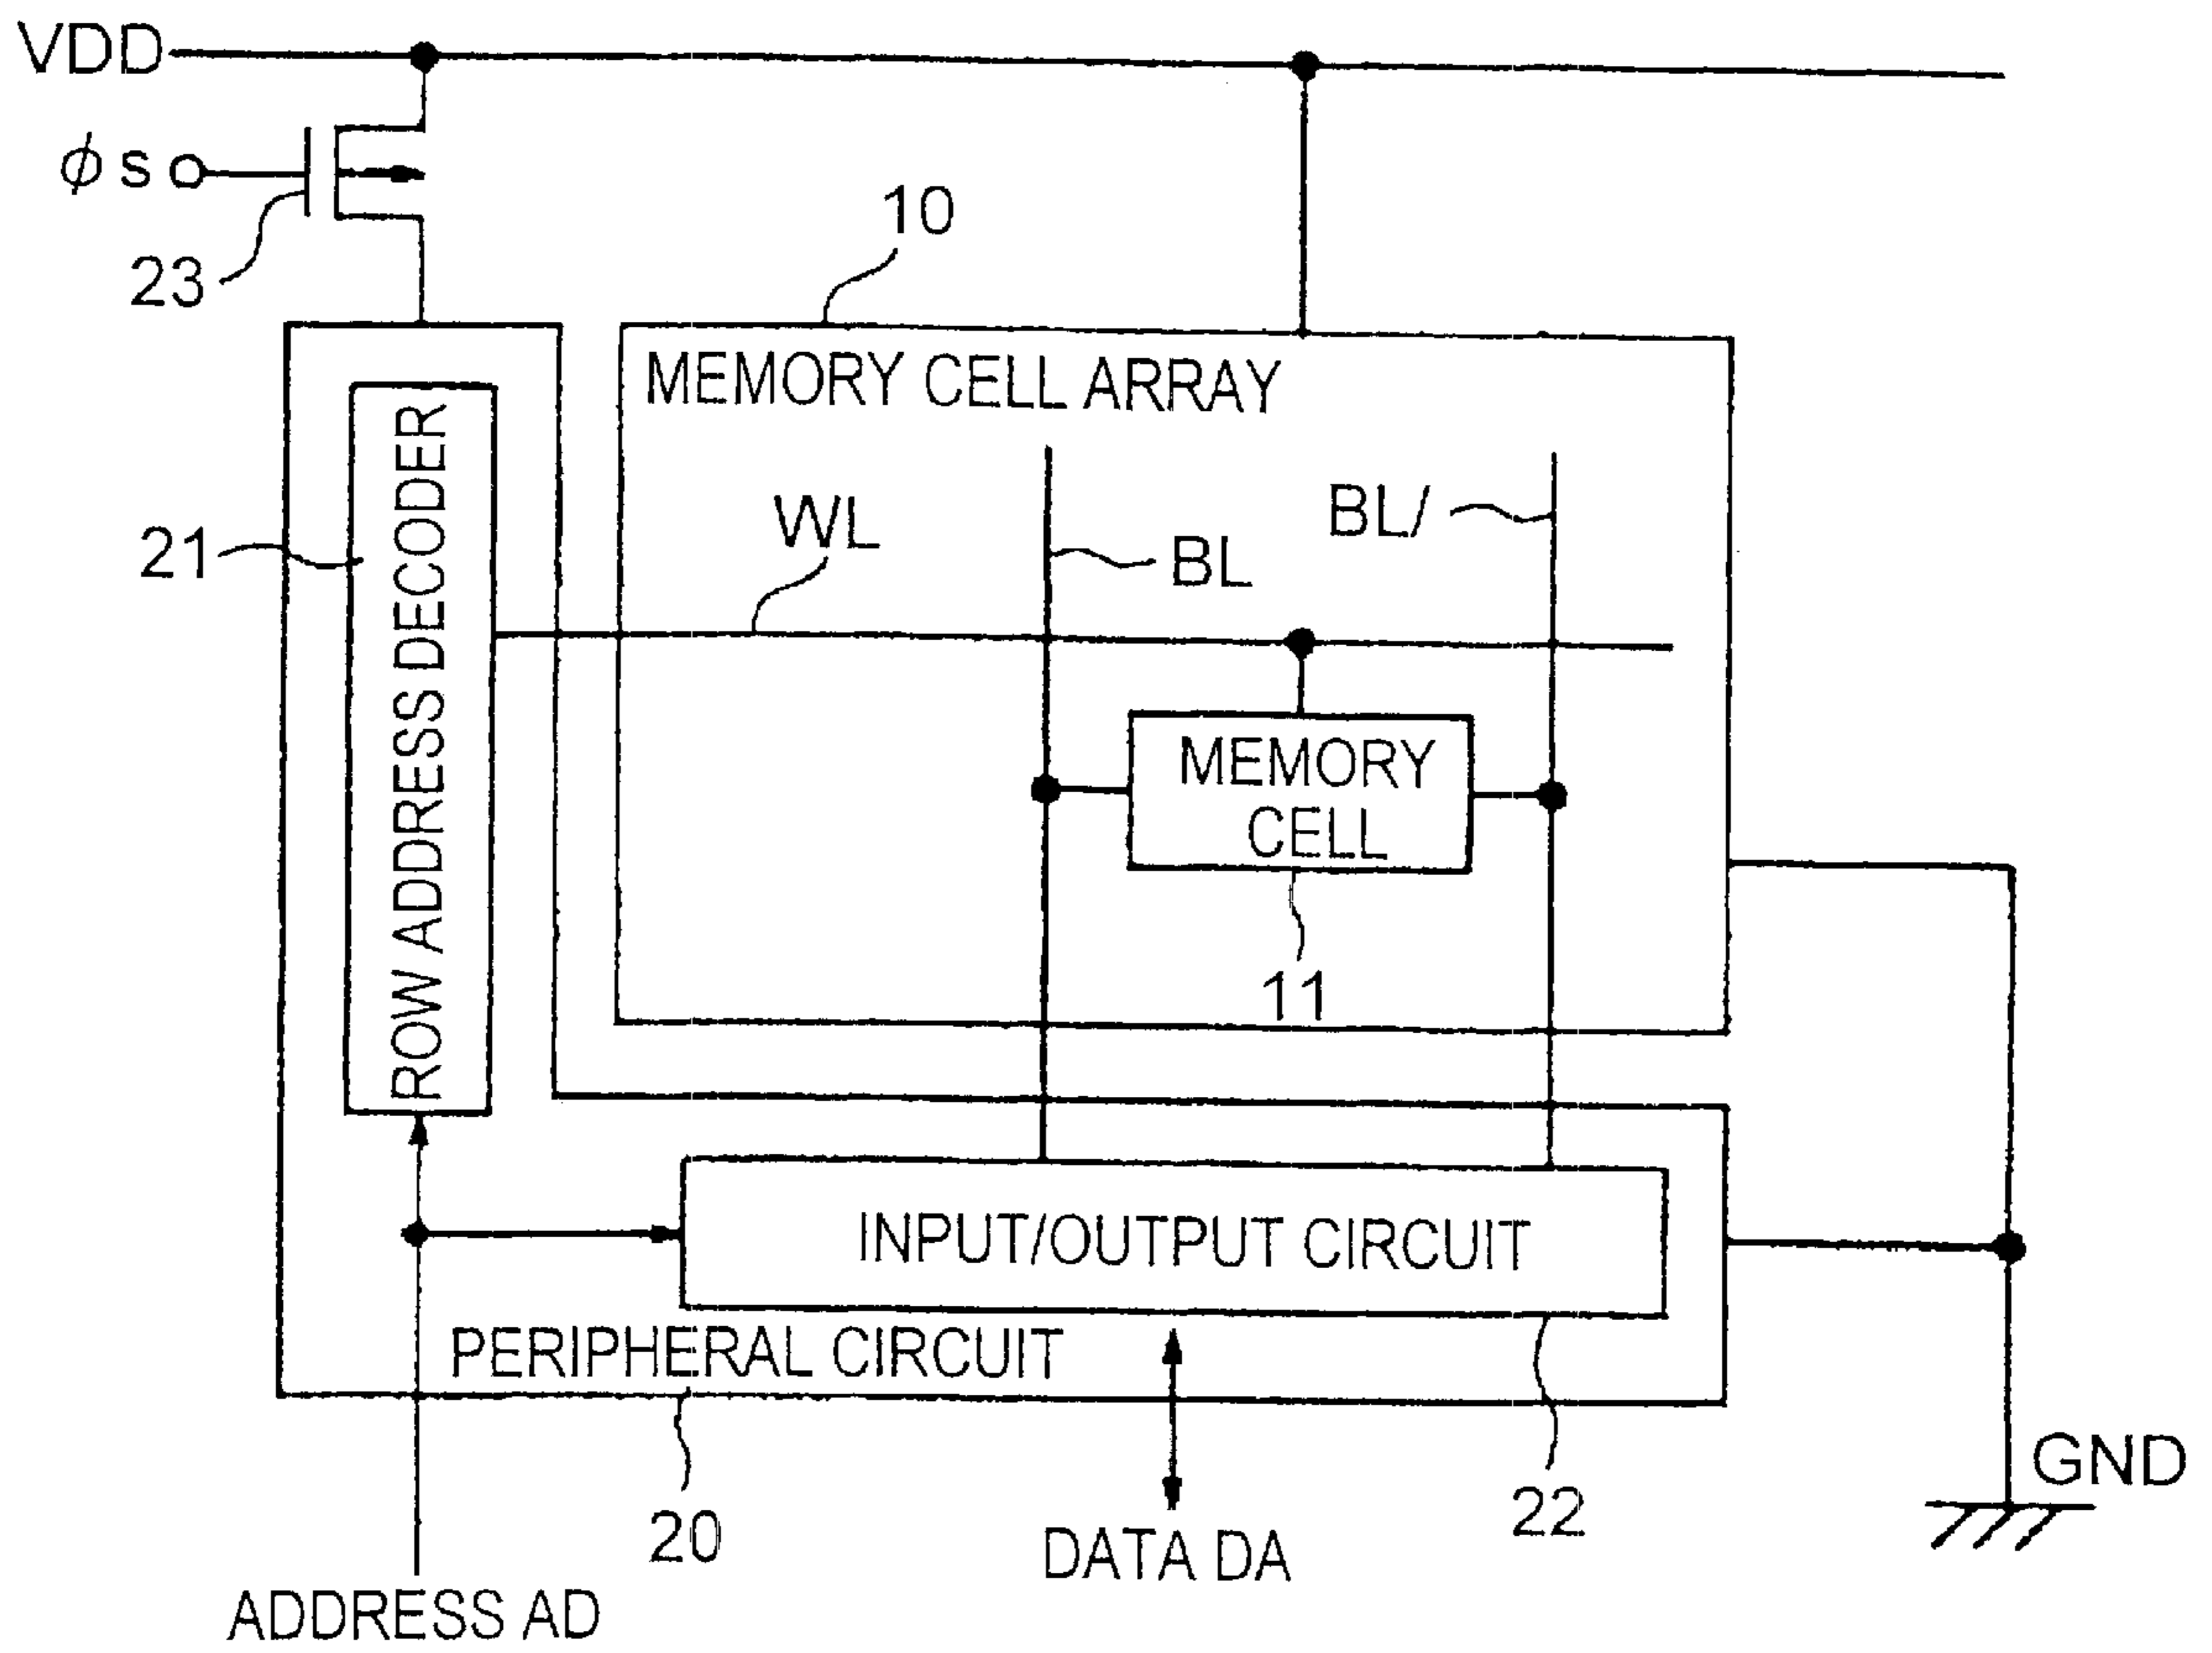 VDD
ϕs
23
10
MEMORY CELL ARRAY
21
ROW ADDRESS DECODER
WL
BL
BL/
MEMORY
CELL
11
INPUT/OUTPUT CIRCUIT
PERIPHERAL CIRCUIT
20
22
GND
DATA DA
ADDRESS AD